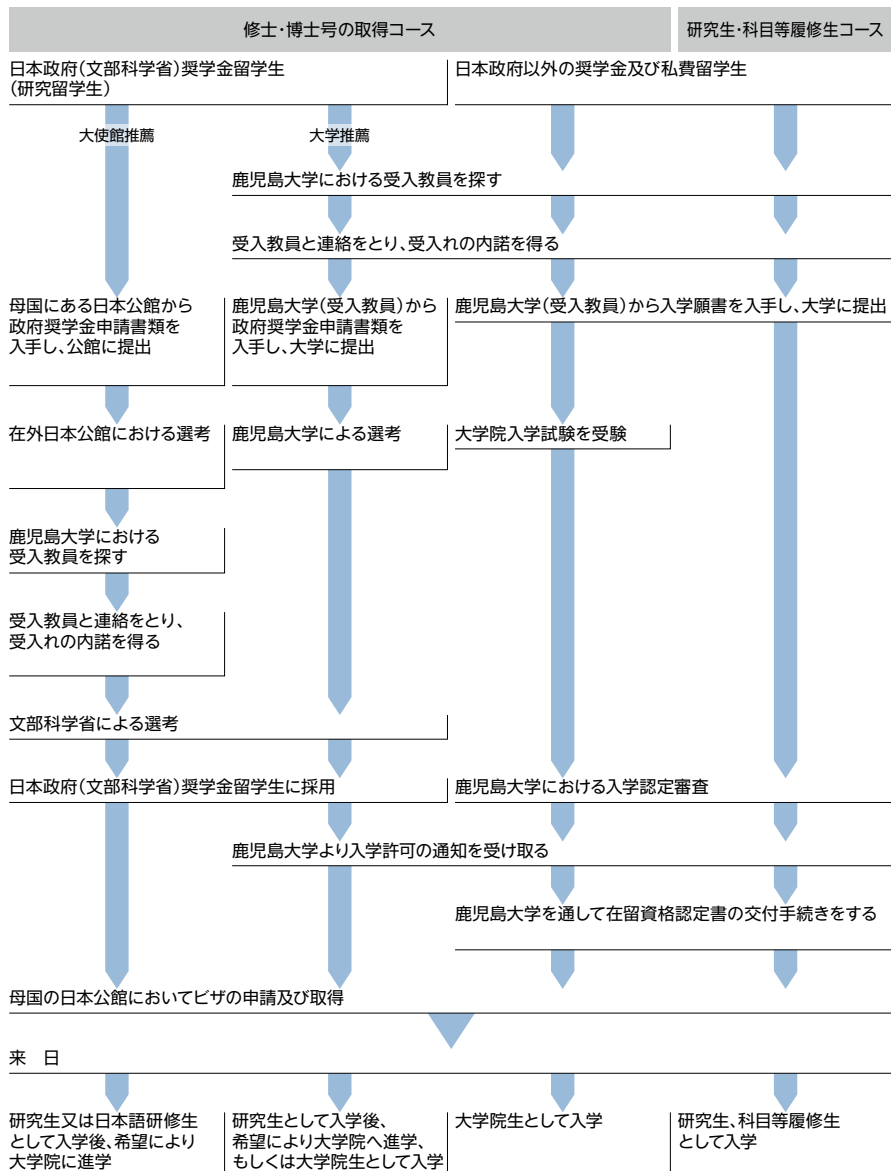 修士・博士号の取得コース
研究生・科目等履修生コース
日本政府(文部科学省)奨学金留学生
(研究留学生)
日本政府以外の奨学金及び私費留学生
大使館推薦
大学推薦
鹿児島大学における受入教員を探す
受入教員と連絡をとり、受入れの内諾を得る
母国にある日本公館から
政府奨学金申請書類を
入手し、公館に提出
鹿児島大学(受入教員)から
政府奨学金申請書類を
入手し、大学に提出
鹿児島大学(受入教員)から入学願書を入手し、大学に提出
在外日本公館における選考
鹿児島大学による選考
大学院入学試験を受験
鹿児島大学における
受入教員を探す
受入教員と連絡をとり、
受入れの内諾を得る
文部科学省による選考
日本政府(文部科学省)奨学金留学生に採用
鹿児島大学における入学認定審査
鹿児島大学より入学許可の通知を受け取る
鹿児島大学を通して在留資格認定書の交付手続きをする
母国の日本公館においてビザの申請及び取得
来 日
研究生又は日本語研修生
として入学後、希望により
大学院に進学
研究生として入学後、
希望により大学院へ進学、
もしくは大学院生として入学
大学院生として入学
研究生、科目等履修生
として入学